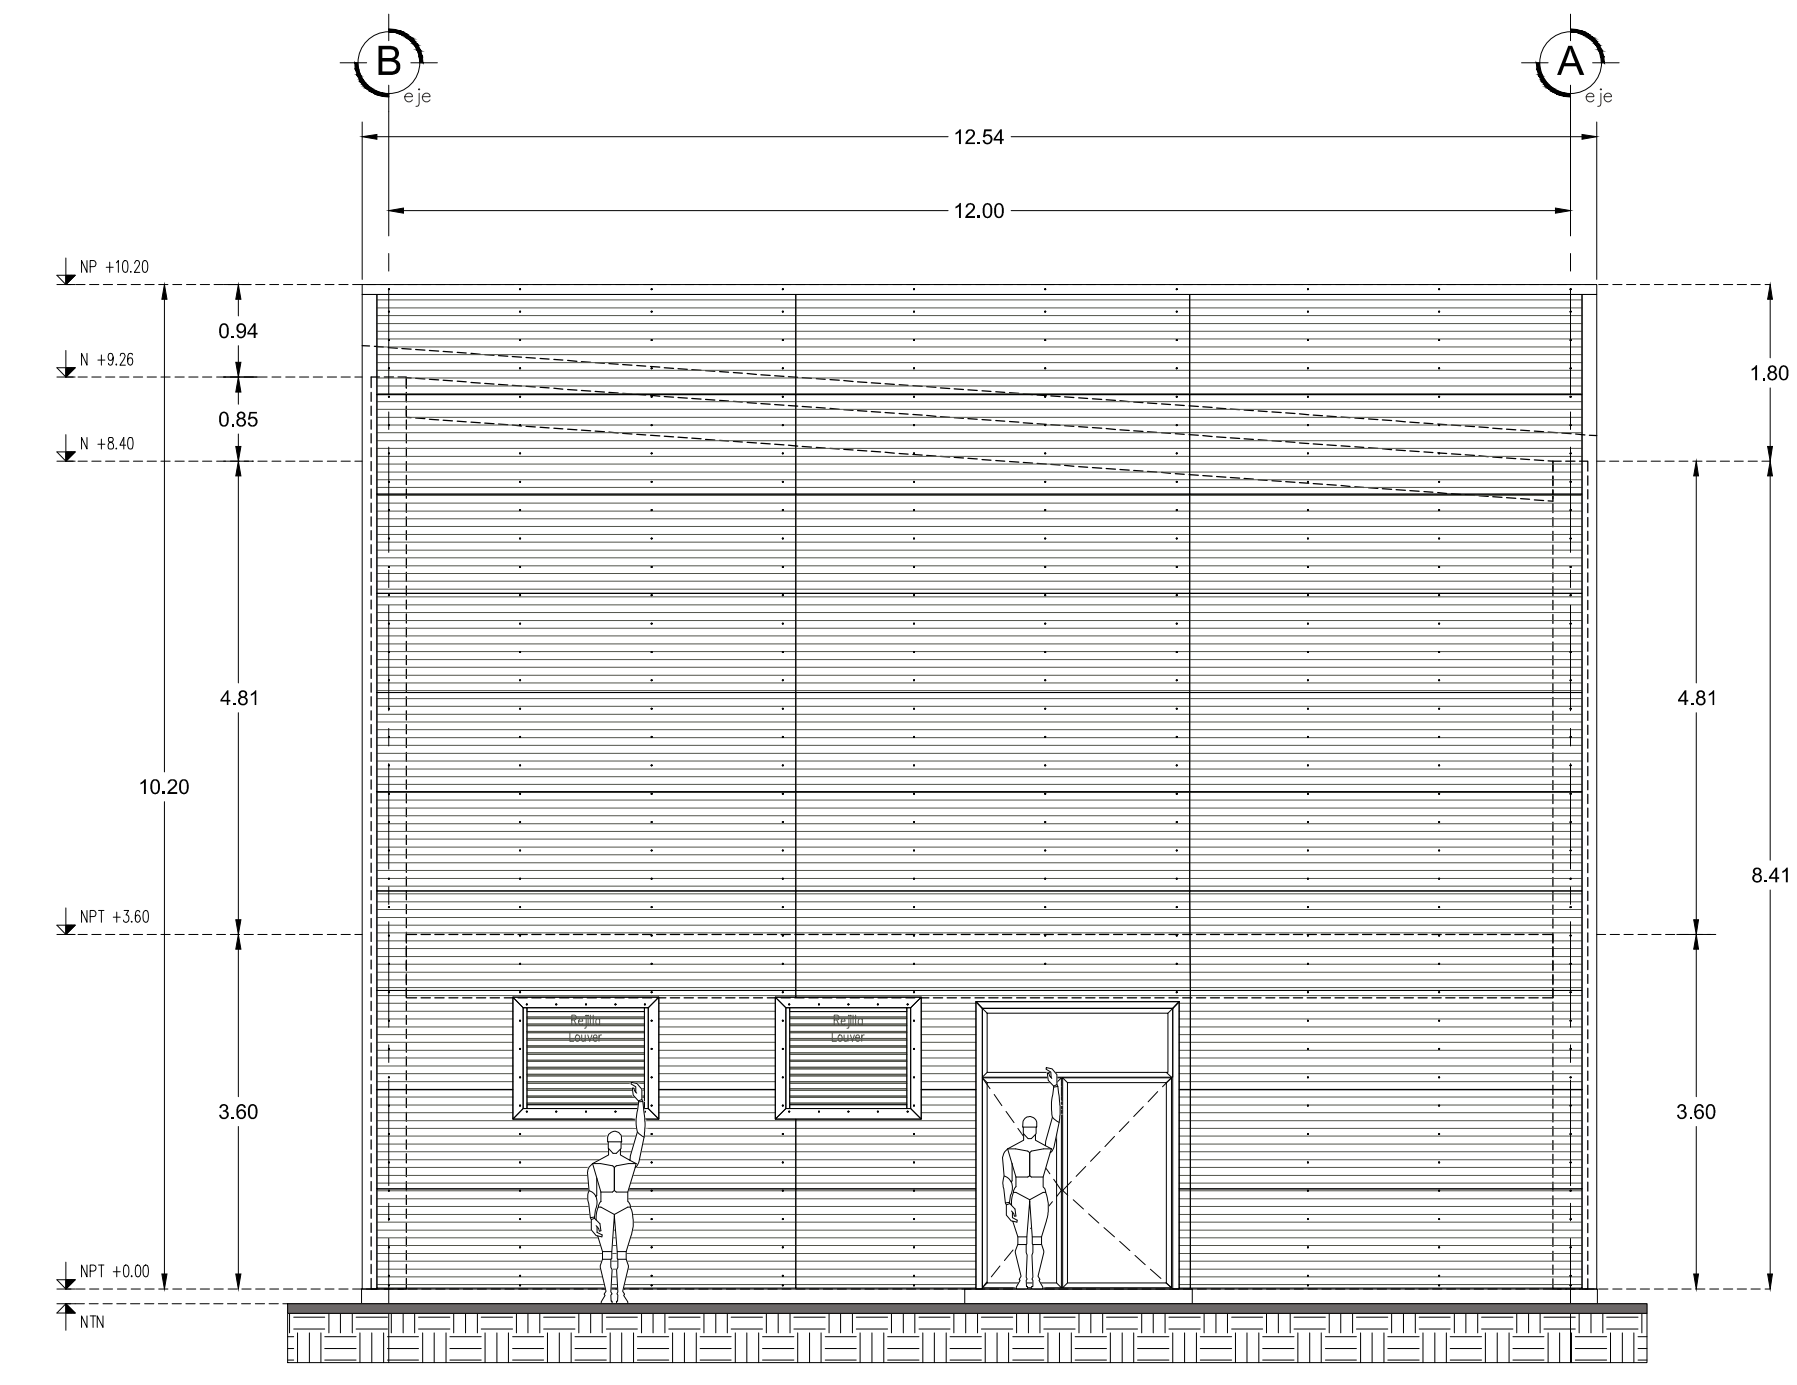 B
eje
A
eje
12.54
12.00
NP +10.20
0.94
N +9.26
1.80
0.85
N +8.40
4.81
4.81
10.20
8.41
NPT +3.60
Rejilla
Louver
Rejilla
Louver
3.60
3.60
NPT +0.00
NTN